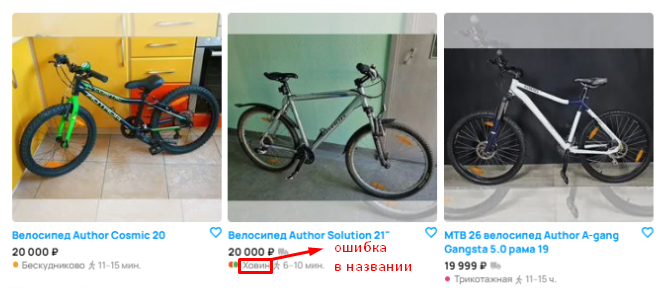 Велосипед Author Cosmic 20
20 000 ₽
Бескудниково 11–15 мин.
Велосипед Author Solution 21"
20 000 ₽
Ховин 6–10 мин.
ошибка
в названии
MTB 26 велосипед Author A-gang
Gangsta 5.0 рама 19
19 999 ₽
Трикотажная 11–15 ч.